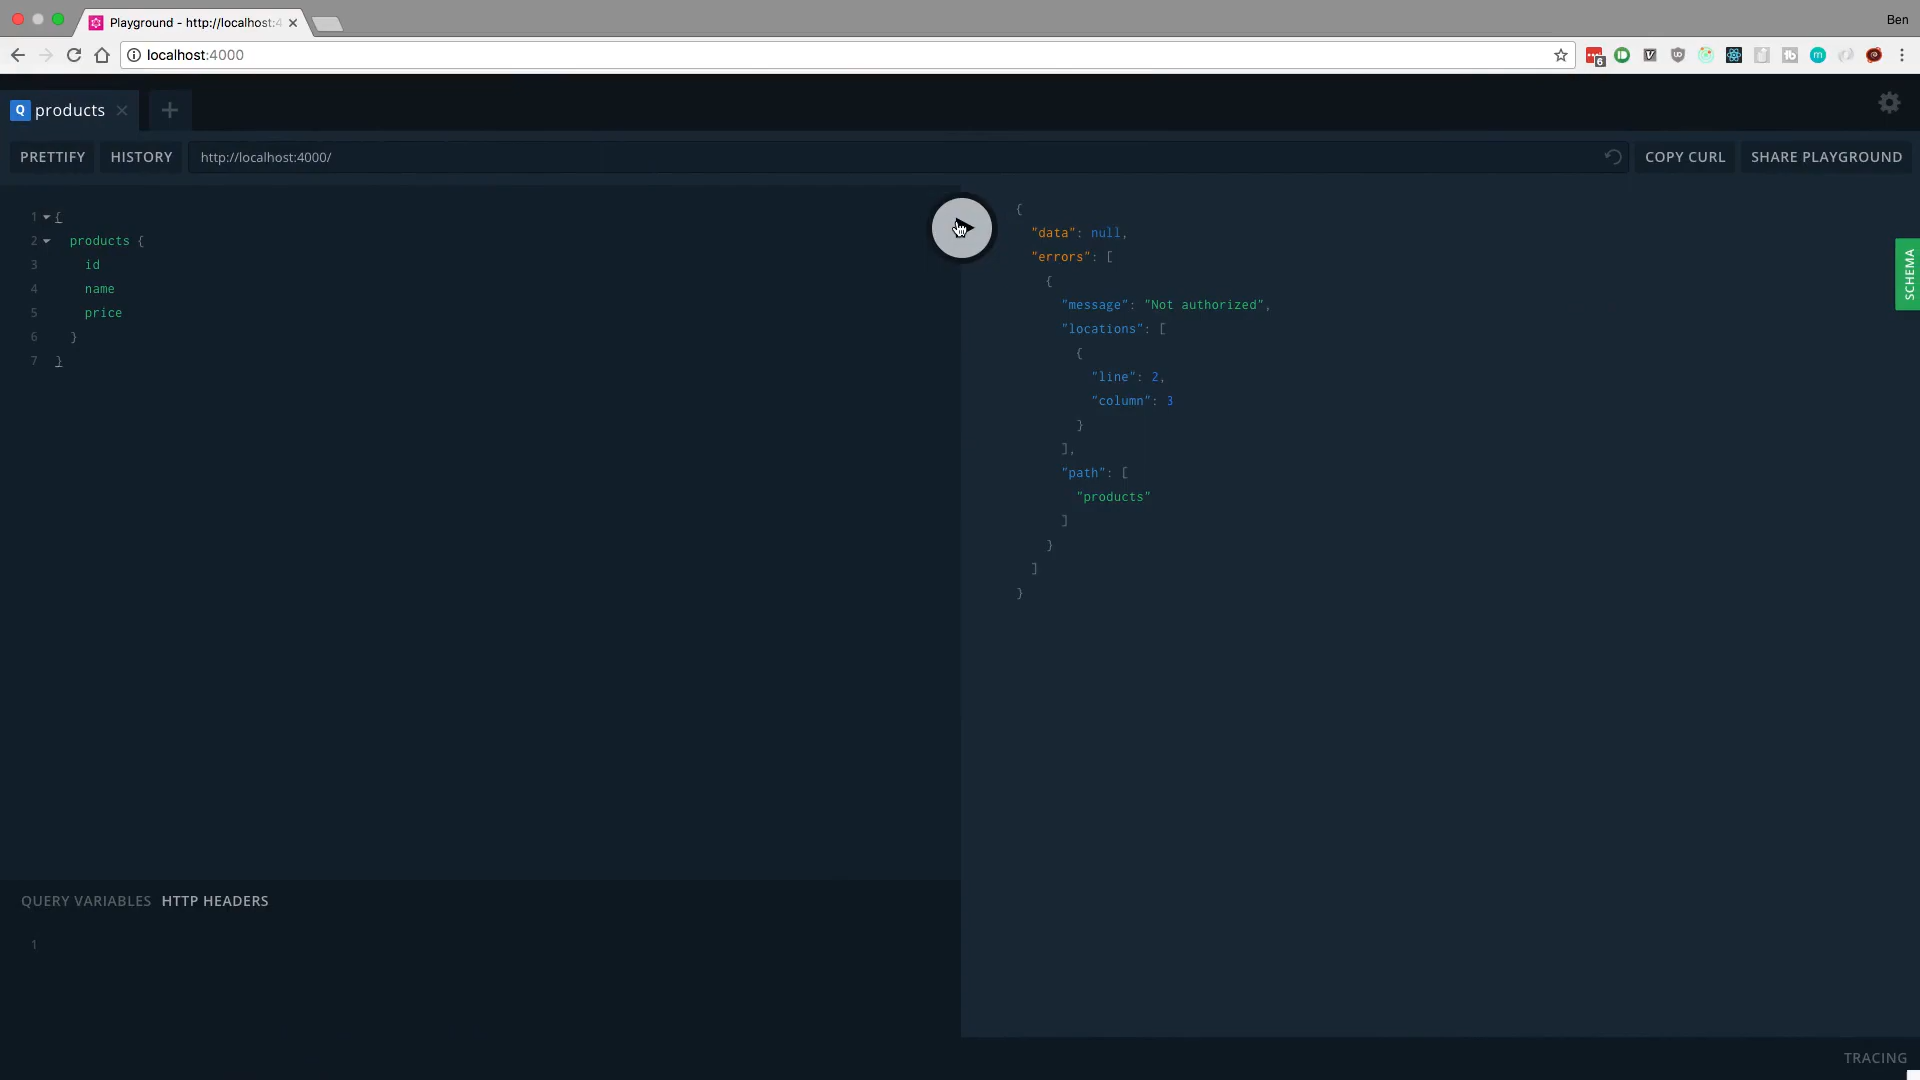 Playground - http://localhost:4
Ben
localhost:4000
6
Q products
PRETTIFY
HISTORY
http://localhost:4000/
COPY CURL
SHARE PLAYGROUND
1 {
2 products {
3 id
4 name
5 price
6 }
7 }
{
"data": null,
"errors": [
{
"message": "Not authorized",
"locations": [
{
"line": 2,
"column": 3
}
],
"path": [
"products"
]
}
]
}
SCHEMA
QUERY VARIABLES HTTP HEADERS
1
TRACING